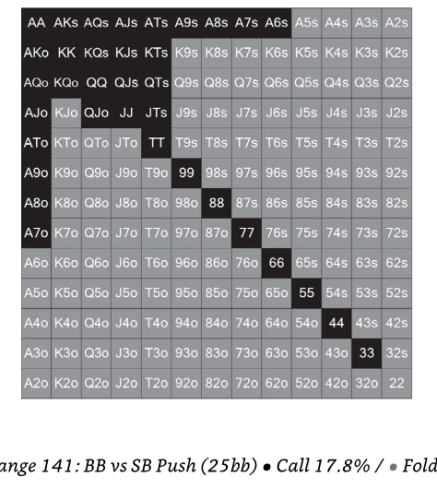 AA AKs AQs AJs ATs A9s A8s A7s A6s A5s A4s A3s A2s
AKo KK KQs KJs KTs K9s K8s K7s K6s K5s K4s K3s K2s
AQo KQo QQ QJs QTs Q9s Q8s Q7s Q6s Q5s Q4s Q3s Q2s
AJo KJo QJo JJ JTs J9s J8s J7s J6s J5s J4s J3s J2s
ATo KTo QTo JTo TT T9s T8s T7s T6s T5s T4s T3s T2s
A9o K9o Q9o J9o T9o 99 98s 97s 96s 95s 94s 93s 92s
A8o K8o Q8o J8o T8o 98o 88 87s 86s 85s 84s 83s 82s
A7o K7o Q7o J7o T7o 97o 87o 77 76s 75s 74s 73s 72s
A6o K6o Q6o J6o T6o 96o 86o 76o 66 65s 64s 63s 62s
A5o K5o Q5o J5o T5o 95o 85o 75o 65o 55 54s 53s 52s
A4o K4o Q4o J4o T4o 94o 84o 74o 64o 54o 44 43s 42s
A3o K3o Q3o J3o T3o 93o 83o 73o 63o 53o 43o 33 32s
A2o K2o Q2o J2o T2o 92o 82o 72o 62o 52o 42o 32o 22
ange 141: BB vs SB Push (25bb) • Call 17.8% / • Fold